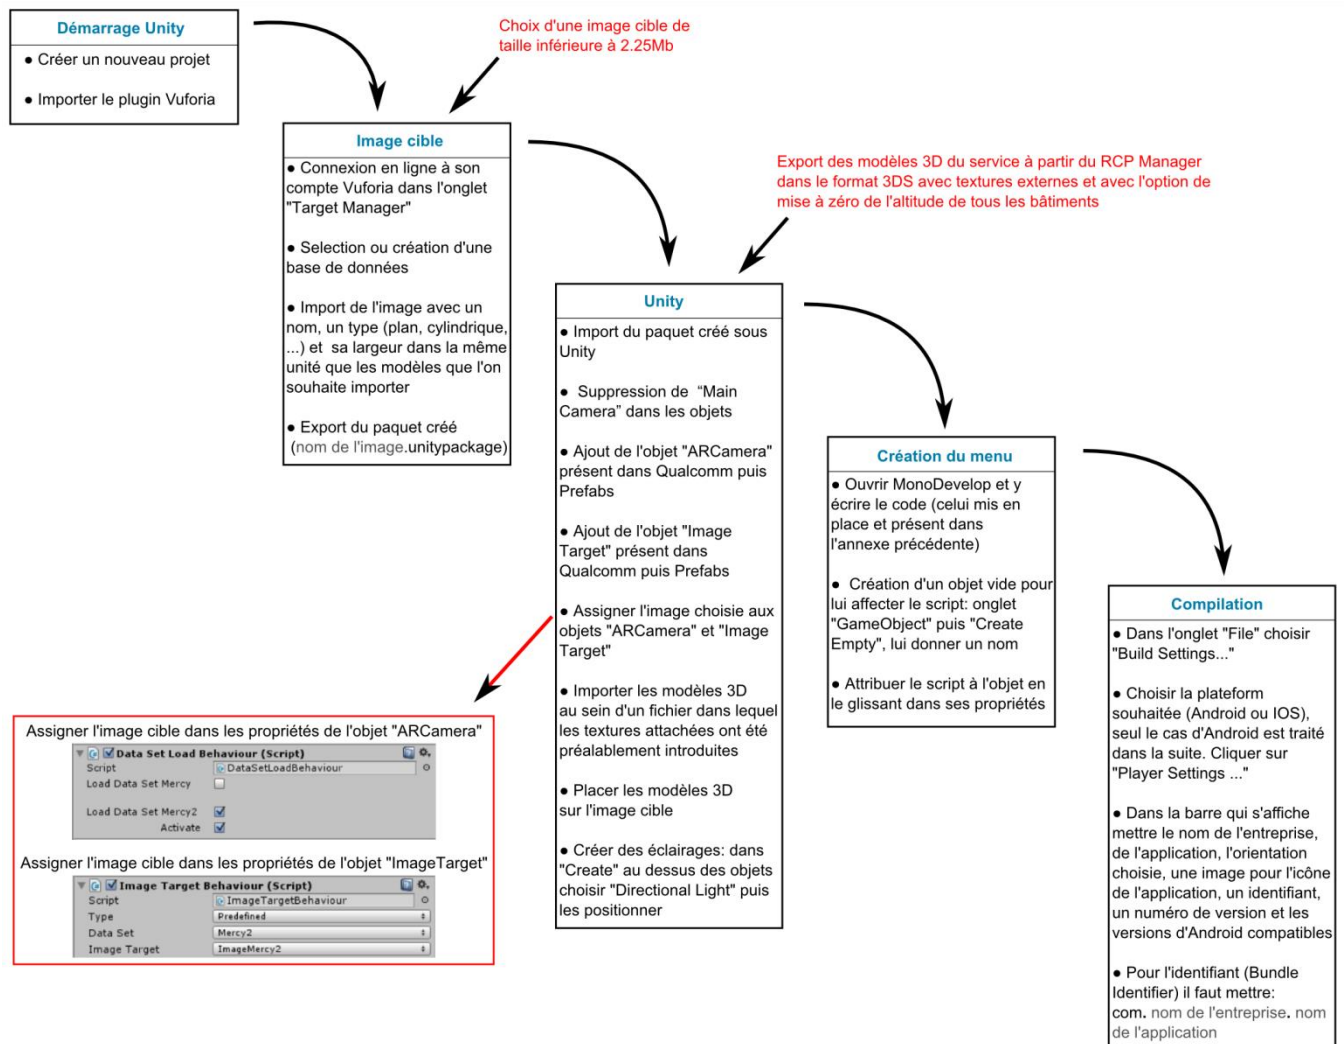 Démarrage Unity
● Créer un nouveau projet
● Importer le plugin Vuforia
Choix d'une image cible de
taille inférieure à 2.25Mb
Image cible
● Connexion en ligne à son
compte Vuforia dans l'onglet
"Target Manager"
● Selection ou création d'une
base de données
● Import de l'image avec un
nom, un type (plan, cylindrique,
...) et sa largeur dans la même
unité que les modèles que l'on
souhaite importer
● Export du paquet créé
(nom de l'image.unitypackage)
Export des modèles 3D du service à partir du RCP Manager
dans le format 3DS avec textures externes et avec l'option de
mise à zéro de l'altitude de tous les bâtiments
Unity
● Import du paquet créé sous
Unity
● Suppression de “Main
Camera” dans les objets
● Ajout de l'objet "ARCamera"
présent dans Qualcomm puis
Prefabs
● Ajout de l'objet "Image
Target" présent dans
Qualcomm puis Prefabs
● Assigner l'image choisie aux
objets "ARCamera" et "Image
Target"
● Importer les modèles 3D
au sein d'un fichier dans lequel
les textures attachées ont été
préalablement introduites
● Placer les modèles 3D
sur l'image cible
● Créer des éclairages: dans
"Create" au dessus des objets
choisir "Directional Light" puis
les positionner
Assigner l'image cible dans les propriétés de l'objet "ARCamera"
Data Set Load Behaviour (Script)
Script DataSetLoadBehaviour
Load Data Set Mercy
Load Data Set Mercy2
Activate
Assigner l'image cible dans les propriétés de l'objet "ImageTarget"
Image Target Behaviour (Script)
Script ImageTargetBehaviour
Type Predefined
Data Set Mercy2
Image Target ImageMercy2
Création du menu
● Ouvrir MonoDevelop et y
écrire le code (celui mis en
place et présent dans
l'annexe précédente)
● Création d'un objet vide pour
lui affecter le script: onglet
"GameObject" puis "Create
Empty", lui donner un nom
● Attribuer le script à l'objet en
le glissant dans ses propriétés
Compilation
● Dans l'onglet "File" choisir
"Build Settings..."
● Choisir la plateform
souhaitée (Android ou IOS),
seul le cas d'Android est traité
dans la suite. Cliquer sur
"Player Settings ..."
● Dans la barre qui s'affiche
mettre le nom de l'entreprise,
de l'application, l'orientation
choisie, une image pour l'icône
de l'application, un identifiant,
un numéro de version et les
versions d'Android compatibles
● Pour l'identifiant (Bundle
Identifier) il faut mettre:
com. nom de l'entreprise. nom
de l'application